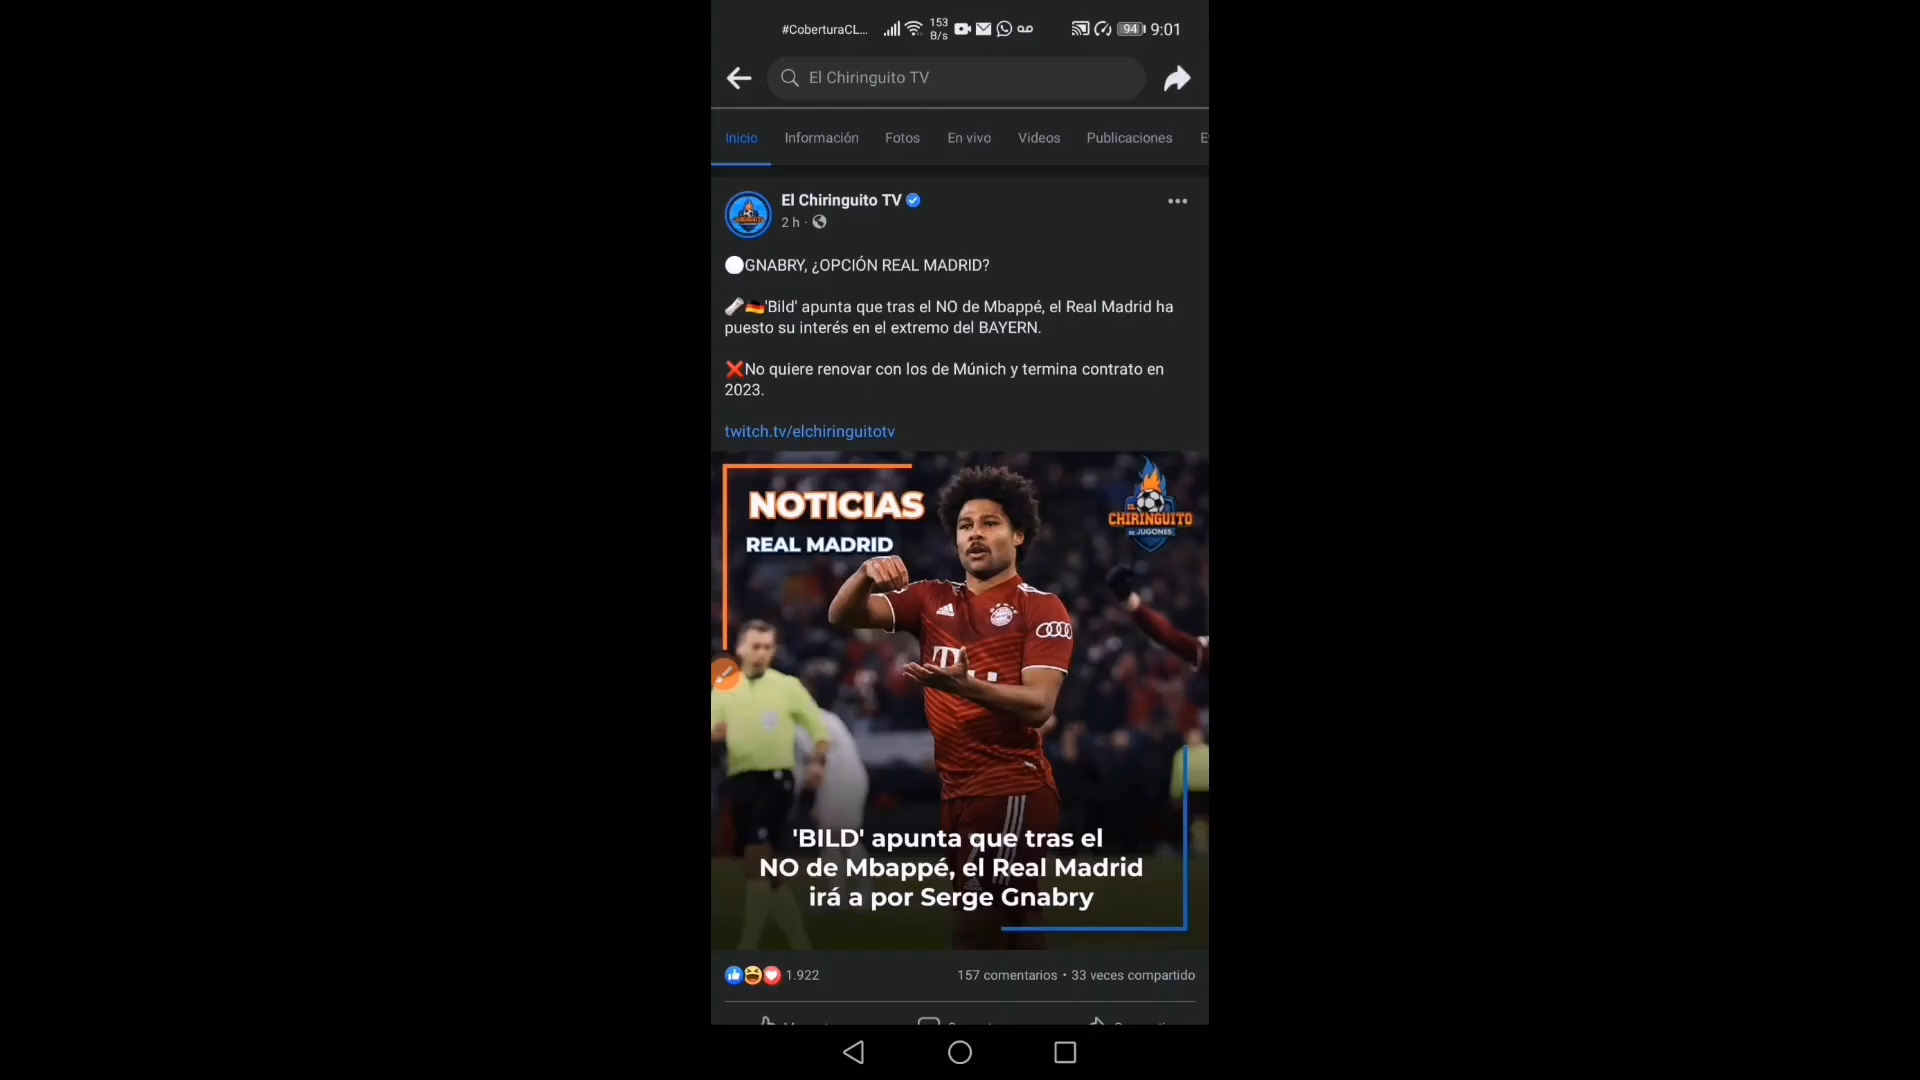 #CoberturaCL... 153 B/s 94 9:01
El Chiringuito TV
Inicio Información Fotos En vivo Videos Publicaciones E
El Chiringuito TV
2 h ·
GNABRY, ¿OPCIÓN REAL MADRID?
'Bild' apunta que tras el NO de Mbappé, el Real Madrid ha
puesto su interés en el extremo del BAYERN.
❌No quiere renovar con los de Múnich y termina contrato en
2023.
twitch.tv/elchiringuitotv
NOTICIAS
REAL MADRID
EL
CHIRINGUITO
DE JUGONES
'BILD' apunta que tras el
NO de Mbappé, el Real Madrid
irá a por Serge Gnabry
1.922 157 comentarios • 33 veces compartido